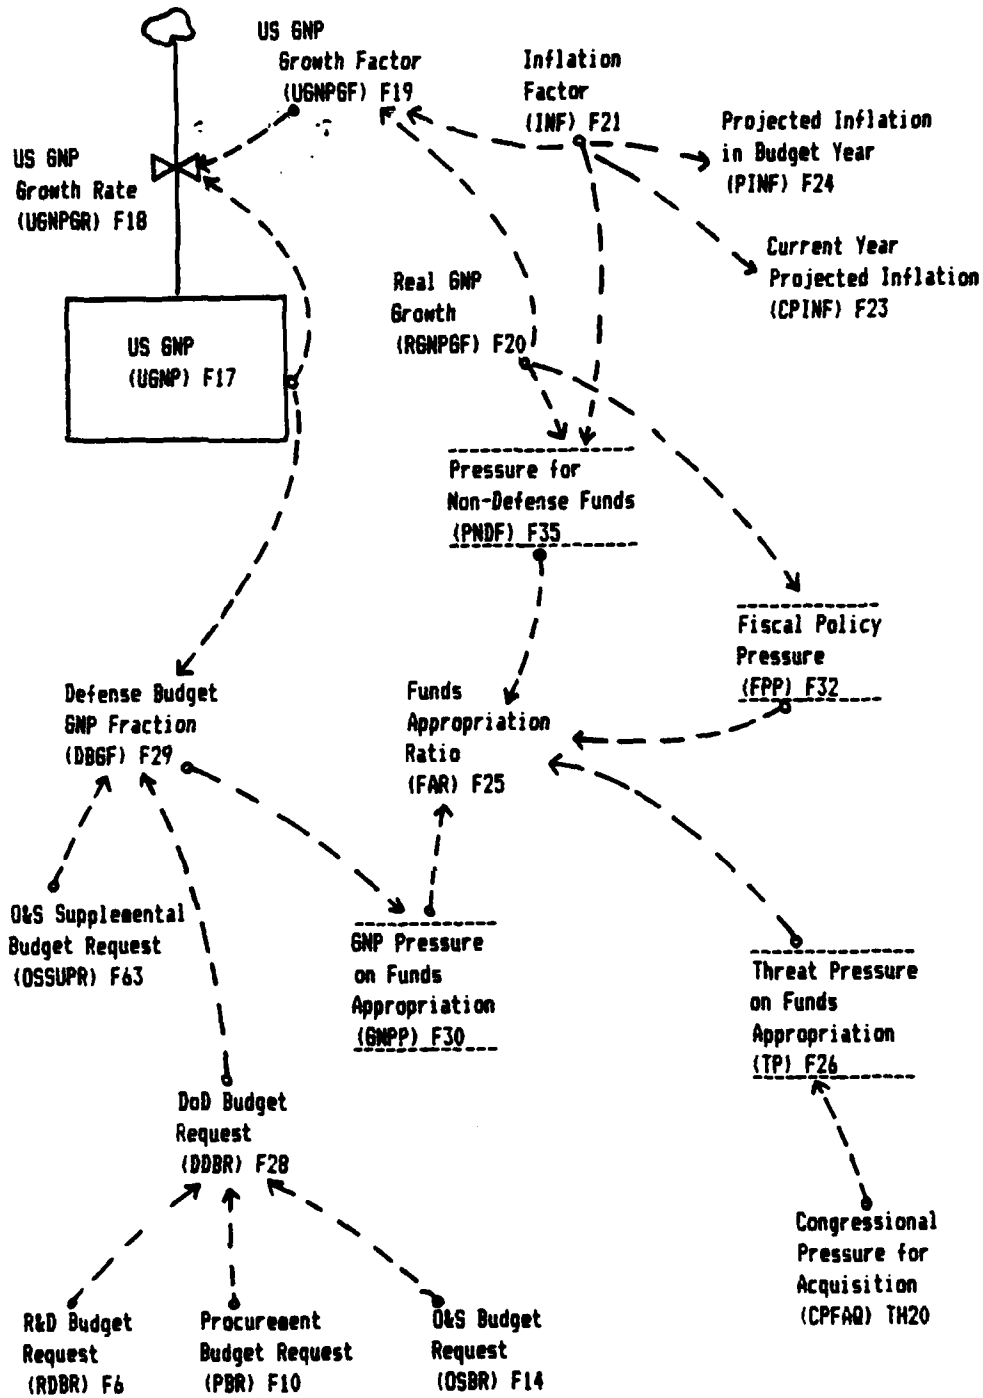 US GNP
Growth Factor
(UGNPGF) F19
Inflation
Factor
(INF) F21
Projected Inflation
in Budget Year
(PINF) F24
US GNP
Growth Rate
(UGNPGR) F18
Current Year
Projected Inflation
(CPINF) F23
Real GNP
Growth
(RGNPGF) F20
US GNP
(UGNP) F17
Pressure for
Non-Defense Funds
(PNDF) F35
Fiscal Policy
Pressure
(FPP) F32
Defense Budget
GNP Fraction
(DBGF) F29
Funds
Appropriation
Ratio
(FAR) F25
O&S Supplemental
Budget Request
(OSSUPR) F63
GNP Pressure
on Funds
Appropriation
(GNPP) F30
Threat Pressure
on Funds
Appropriation
(TP) F26
DoD Budget
Request
(DDBR) F28
Congressional
Pressure for
Acquisition
(CPFAQ) TH20
R&D Budget
Request
(RDBR) F6
Procurement
Budget Request
(PBR) F10
O&S Budget
Request
(OSBR) F14